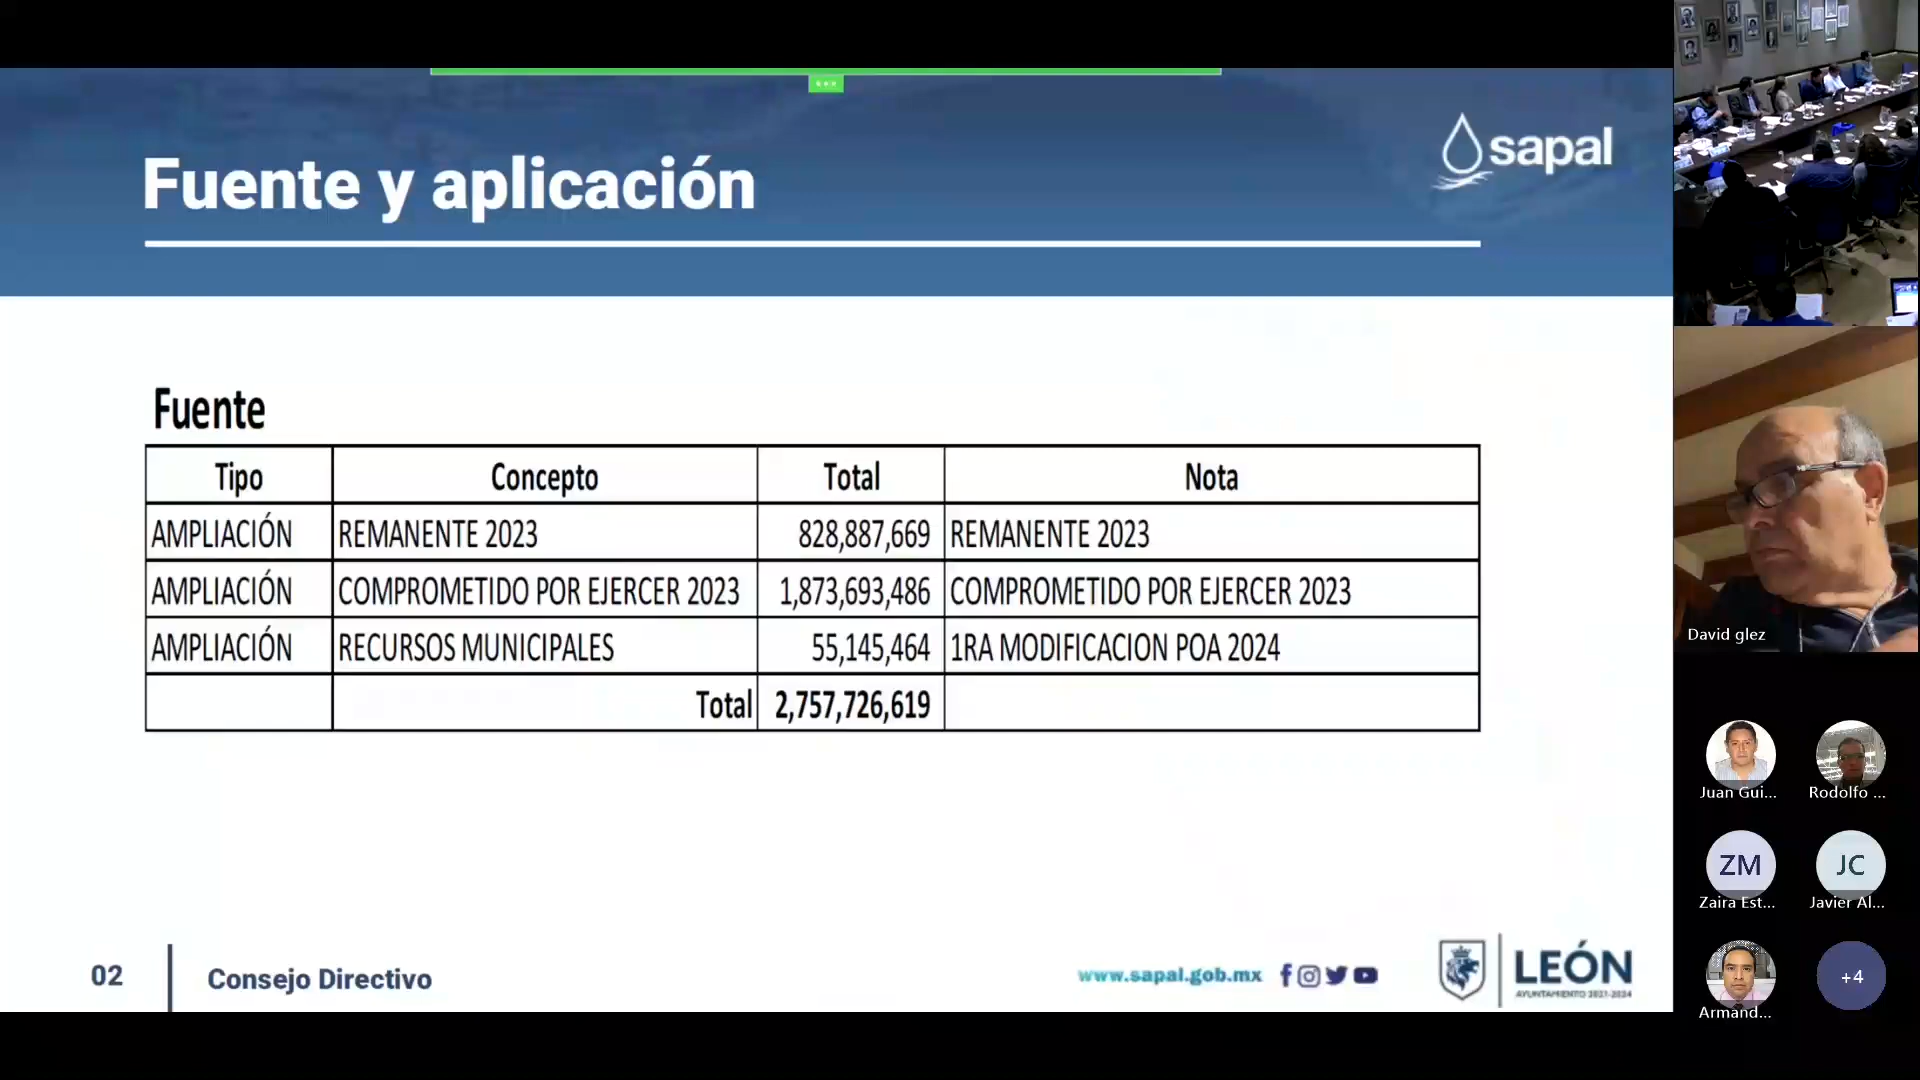 Fuente y aplicación
sapal
Fuente
Tipo Concepto Total Nota
AMPLIACIÓN REMANENTE 2023 828,887,669 REMANENTE 2023
AMPLIACIÓN COMPROMETIDO POR EJERCER 2023 1,873,693,486 COMPROMETIDO POR EJERCER 2023
AMPLIACIÓN RECURSOS MUNICIPALES 55,145,464 1RA MODIFICACION POA 2024
Total 2,757,726,619
02 Consejo Directivo
www.sapal.gob.mx
LEÓN
AYUNTAMIENTO 2021-2024
David glez
Juan Gui...
Rodolfo ...
ZM
Zaira Est...
JC
Javier Al...
Armand...
+4